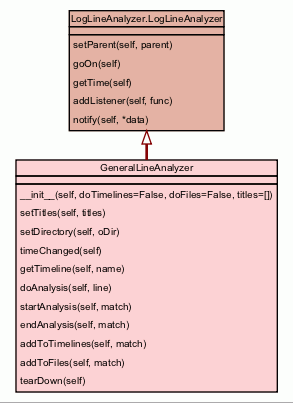 LogLineAnalyzer.LogLineAnalyzer
setParent(self, parent)
goOn(self)
getTime(self)
addListener(self, func)
notify(self, *data)
GeneralLineAnalyzer
__init__(self, doTimelines=False, doFiles=False, titles=[])
setTitles(self, titles)
setDirectory(self, oDir)
timeChanged(self)
getTimeline(self, name)
doAnalysis(self, line)
startAnalysis(self, match)
endAnalysis(self, match)
addToTimelines(self, match)
addToFiles(self, match)
tearDown(self)